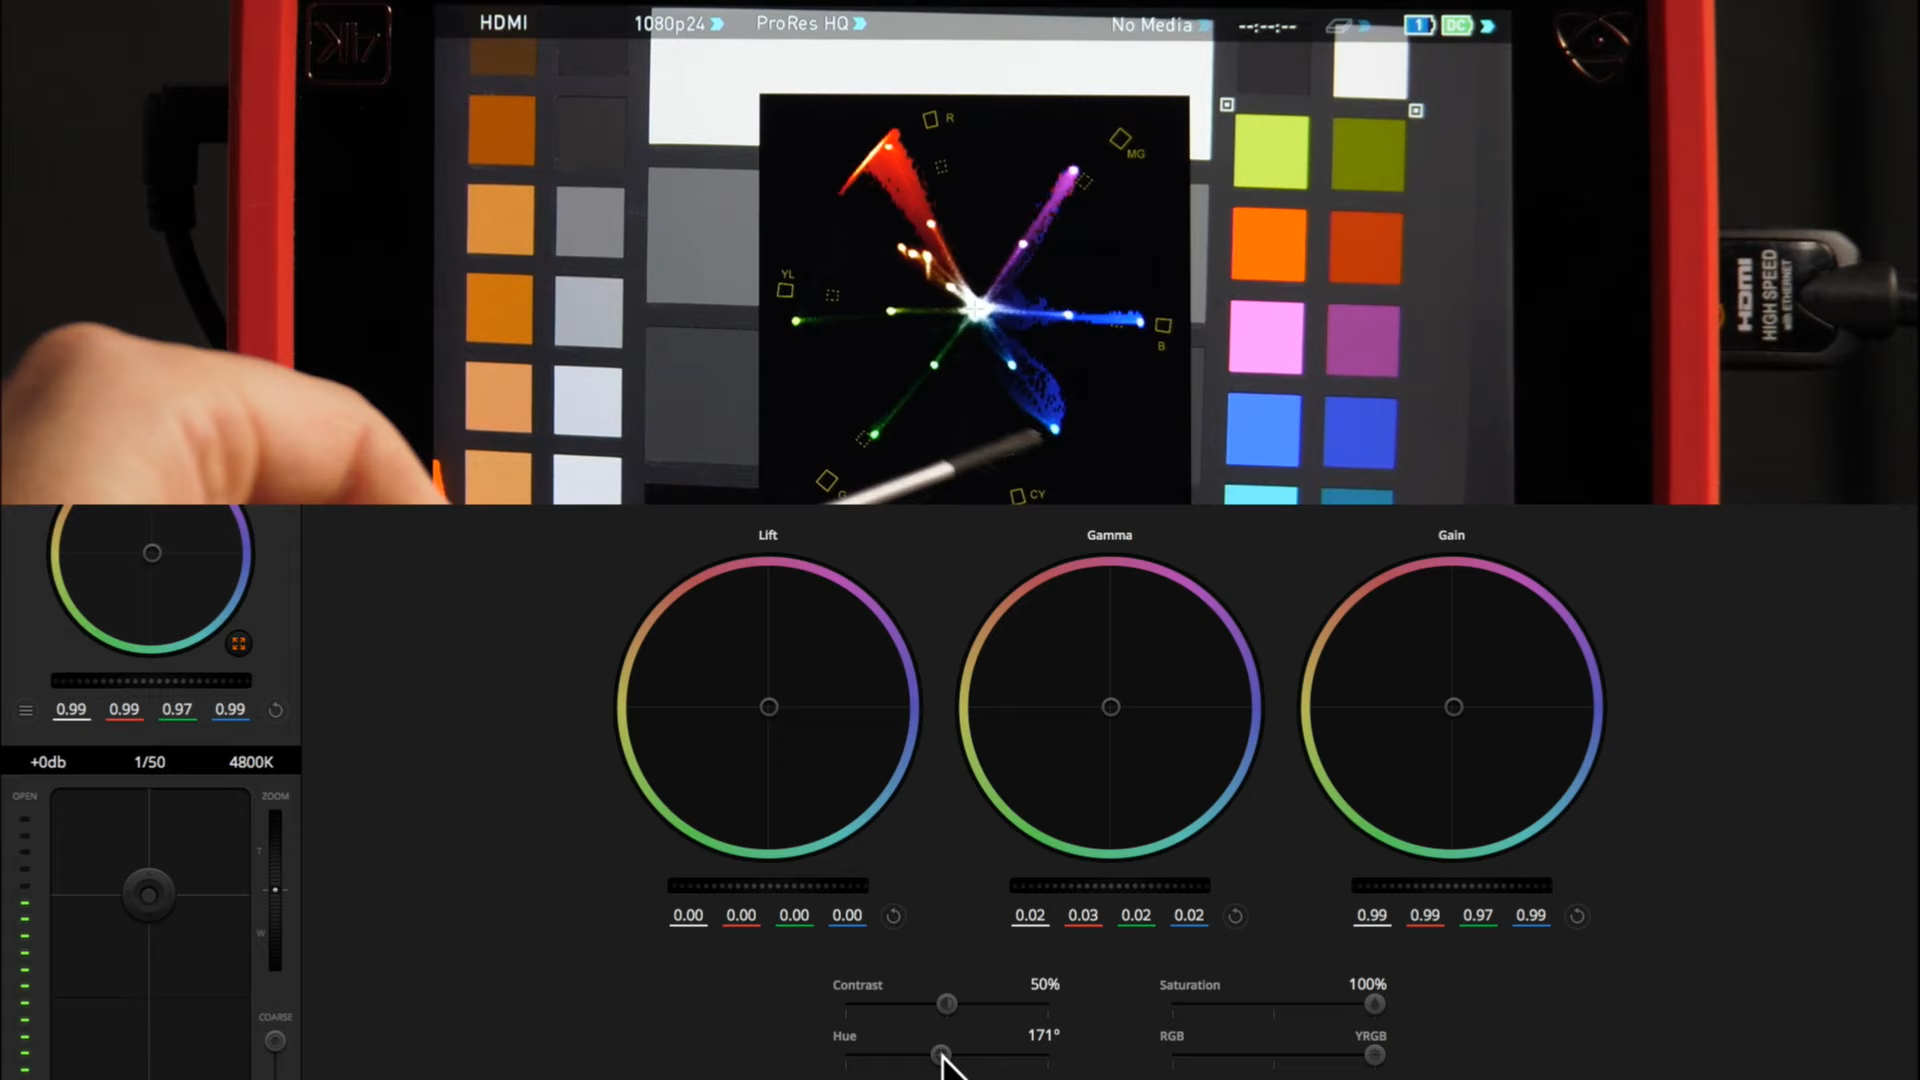 4K
HDMI 1080p24 ProRes HQ No Media --:--:-- 1 DC
R
MG
YL
B
G
CY
HDMI
HIGH SPEED
with ETHERNET
Lift Gamma Gain
0.99 0.99 0.97 0.99
+0db 1/50 4800K
OPEN ZOOM
T
W
COARSE
0.00 0.00 0.00 0.00
0.02 0.03 0.02 0.02
0.99 0.99 0.97 0.99
Contrast 50% Saturation 100%
Hue 171° RGB YRGB